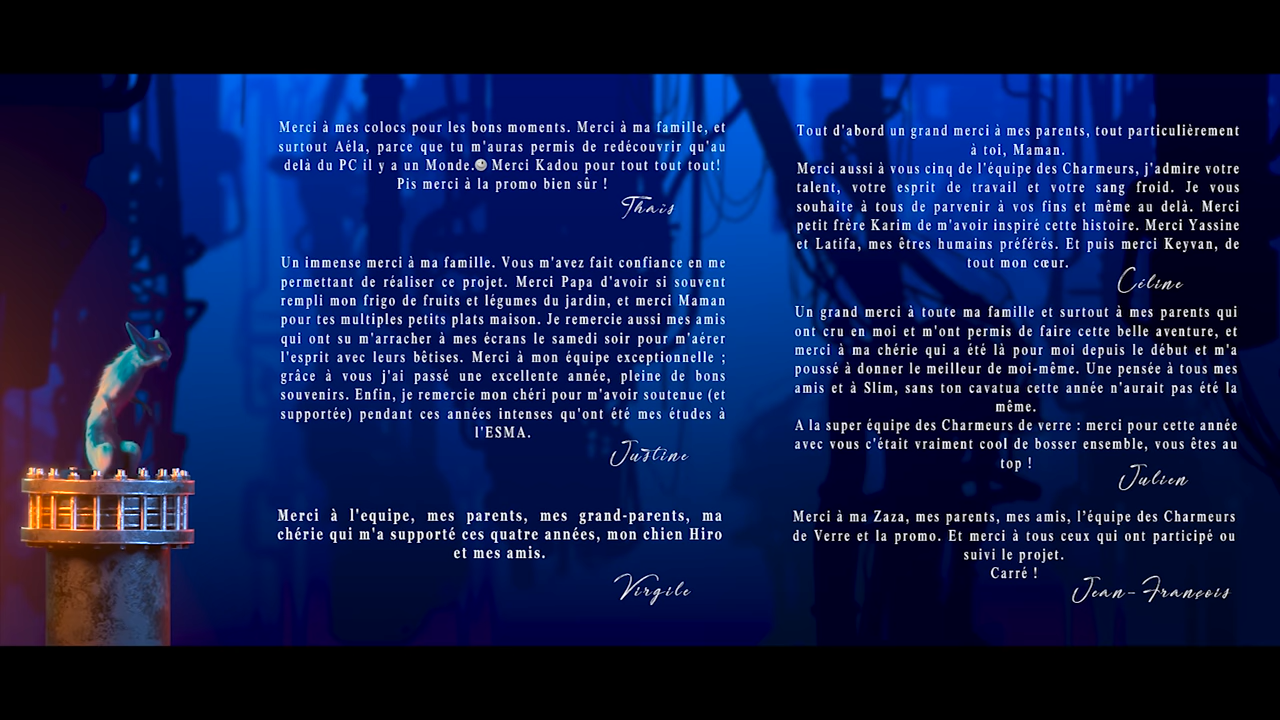 Merci à mes colocs pour les bons moments. Merci à ma famille, et
surtout Aéla, parce que tu m'auras permis de redécouvrir qu'au
delà du PC il y a un Monde. Merci Kadou pour tout tout tout!
Pis merci à la promo bien sûr !
Thaïs
Un immense merci à ma famille. Vous m'avez fait confiance en me
permettant de réaliser ce projet. Merci Papa d'avoir si souvent
rempli mon frigo de fruits et légumes du jardin, et merci Maman
pour tes multiples petits plats maison. Je remercie aussi mes amis
qui ont su m'arracher à mes écrans le samedi soir pour m'aérer
l'esprit avec leurs bêtises. Merci à mon équipe exceptionnelle ;
grâce à vous j'ai passé une excellente année, pleine de bons
souvenirs. Enfin, je remercie mon chéri pour m'avoir soutenue (et
supportée) pendant ces années intenses qu'ont été mes études à
l'ESMA.
Justine
Merci à l'equipe, mes parents, mes grand-parents, ma
chérie qui m'a supporté ces quatre années, mon chien Hiro
et mes amis.
Virgile
Tout d'abord un grand merci à mes parents, tout particulièrement
à toi, Maman.
Merci aussi à vous cinq de l'équipe des Charmeurs, j'admire votre
talent, votre esprit de travail et votre sang froid. Je vous
souhaite à tous de parvenir à vos fins et même au delà. Merci
petit frère Karim de m'avoir inspiré cette histoire. Merci Yassine
et Latifa, mes êtres humains préférés. Et puis merci Keyvan, de
tout mon cœur.
Céline
Un grand merci à toute ma famille et surtout à mes parents qui
ont cru en moi et m'ont permis de faire cette belle aventure, et
merci à ma chérie qui a été là pour moi depuis le début et m'a
poussé à donner le meilleur de moi-même. Une pensée à tous mes
amis et à Slim, sans ton cavatua cette année n'aurait pas été la
même.
A la super équipe des Charmeurs de verre : merci pour cette année
avec vous c'était vraiment cool de bosser ensemble, vous êtes au
top !
Julien
Merci à ma Zaza, mes parents, mes amis, l'équipe des Charmeurs
de Verre et la promo. Et merci à tous ceux qui ont participé ou
suivi le projet.
Carré !
Jean-François